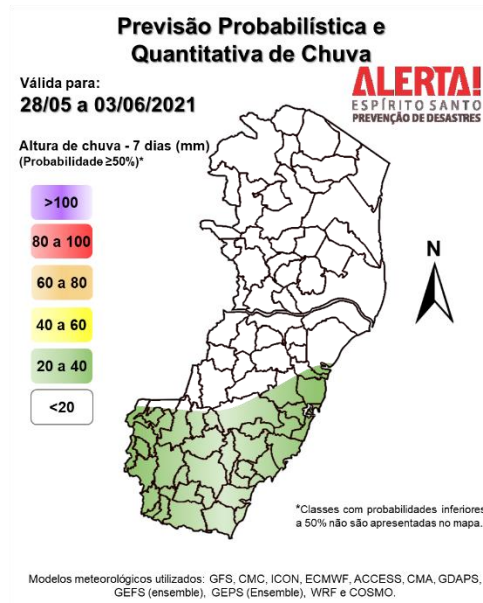 Previsão Probabilística e
Quantitativa de Chuva
Válida para:
28/05 a 03/06/2021
ALERTA!
ESPÍRITO SANTO
PREVENÇÃO DE DESASTRES
Altura de chuva - 7 dias (mm)
(Probabilidade ≥50%)*
>100
80 a 100
60 a 80
40 a 60
20 a 40
<20
N
*Classes com probabilidades inferiores
a 50% não são apresentadas no mapa.
Modelos meteorológicos utilizados: GFS, CMC, ICON, ECMWF, ACCESS, CMA, GDAPS,
GEFS (ensemble), GEPS (Ensemble), WRF e COSMO.